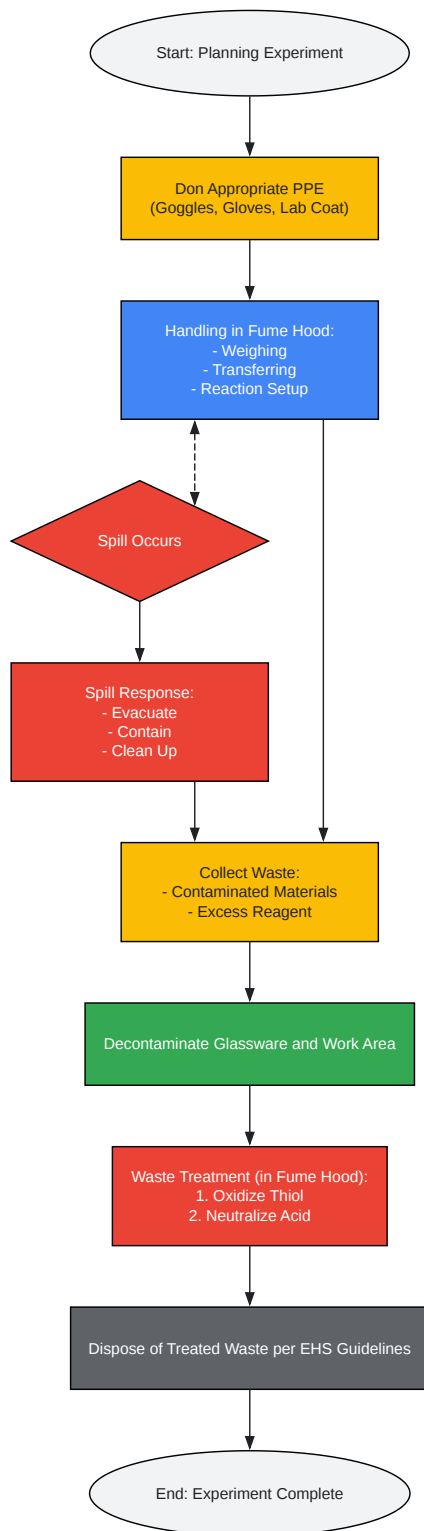 Start: Planning Experiment
Don Appropriate PPE
(Goggles, Gloves, Lab Coat)
Handling in Fume Hood:
- Weighing
- Transferring
- Reaction Setup
Spill Occurs
Spill Response:
- Evacuate
- Contain
- Clean Up
Collect Waste:
- Contaminated Materials
- Excess Reagent
Decontaminate Glassware and Work Area
Waste Treatment (in Fume Hood):
1. Oxidize Thiol
2. Neutralize Acid
Dispose of Treated Waste per EHS Guidelines
End: Experiment Complete